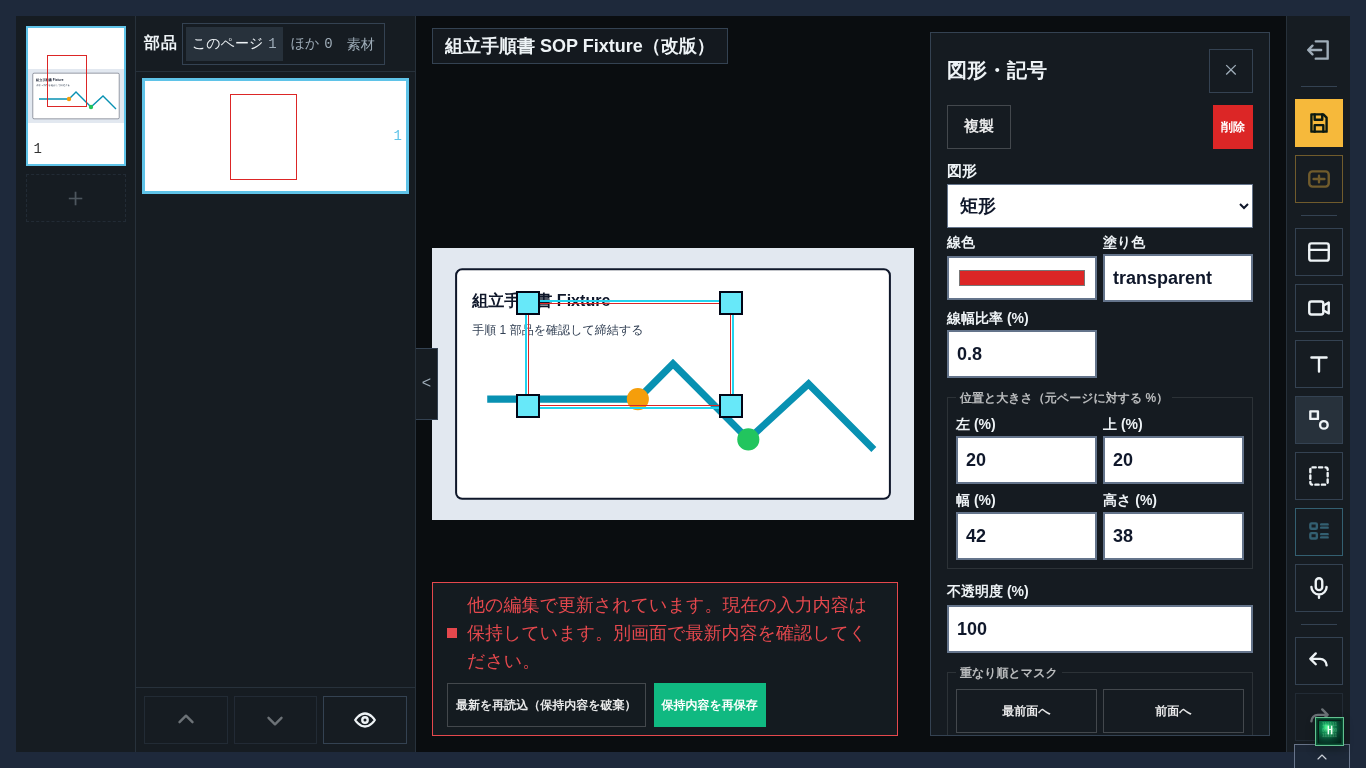 1
部品
このページ 1
ほか 0
素材
1
組立手順書 SOP Fixture（改版）
手順 1 部品を確認して締結する
<
他の編集で更新されています。現在の入力内容は
保持しています。別画面で最新内容を確認してく
ださい。
最新を再読込（保持内容を破棄）
保持内容を再保存
図形・記号
複製
削除
図形
矩形
線色
塗り色
transparent
線幅比率 (%)
0.8
位置と大きさ（元ページに対する %）
左 (%)
上 (%)
20
20
幅 (%)
高さ (%)
42
38
不透明度 (%)
100
重なり順とマスク
最前面へ
前面へ